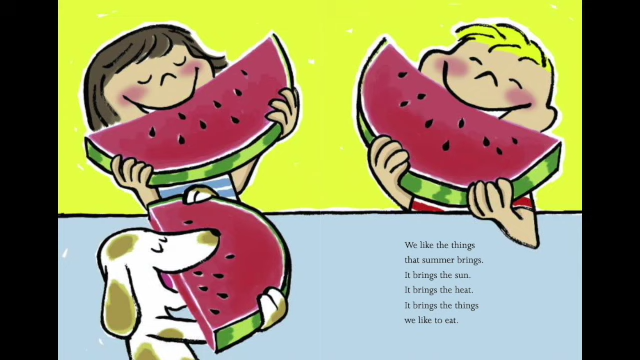 We like the things
that summer brings.
It brings the sun.
It brings the heat.
It brings the things
we like to eat.